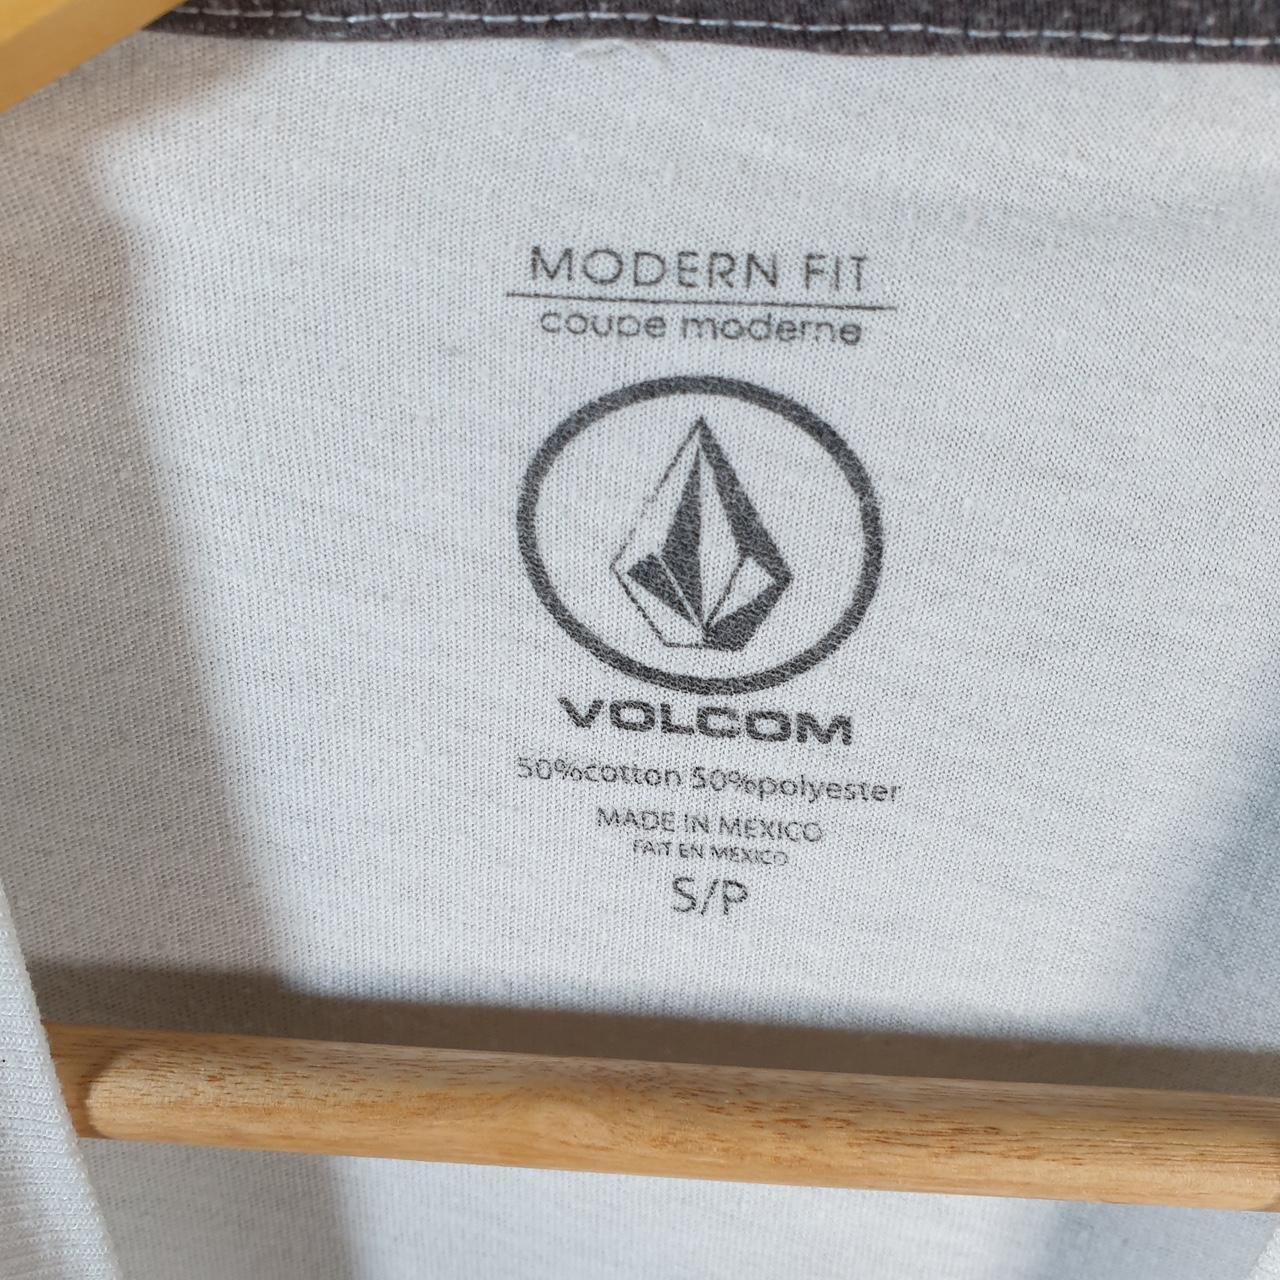 MODERN FIT
coupe moderne
VOLCOM
50%cotton 50%polyester
MADE IN MEXICO
FAIT EN MEXICO
S/P